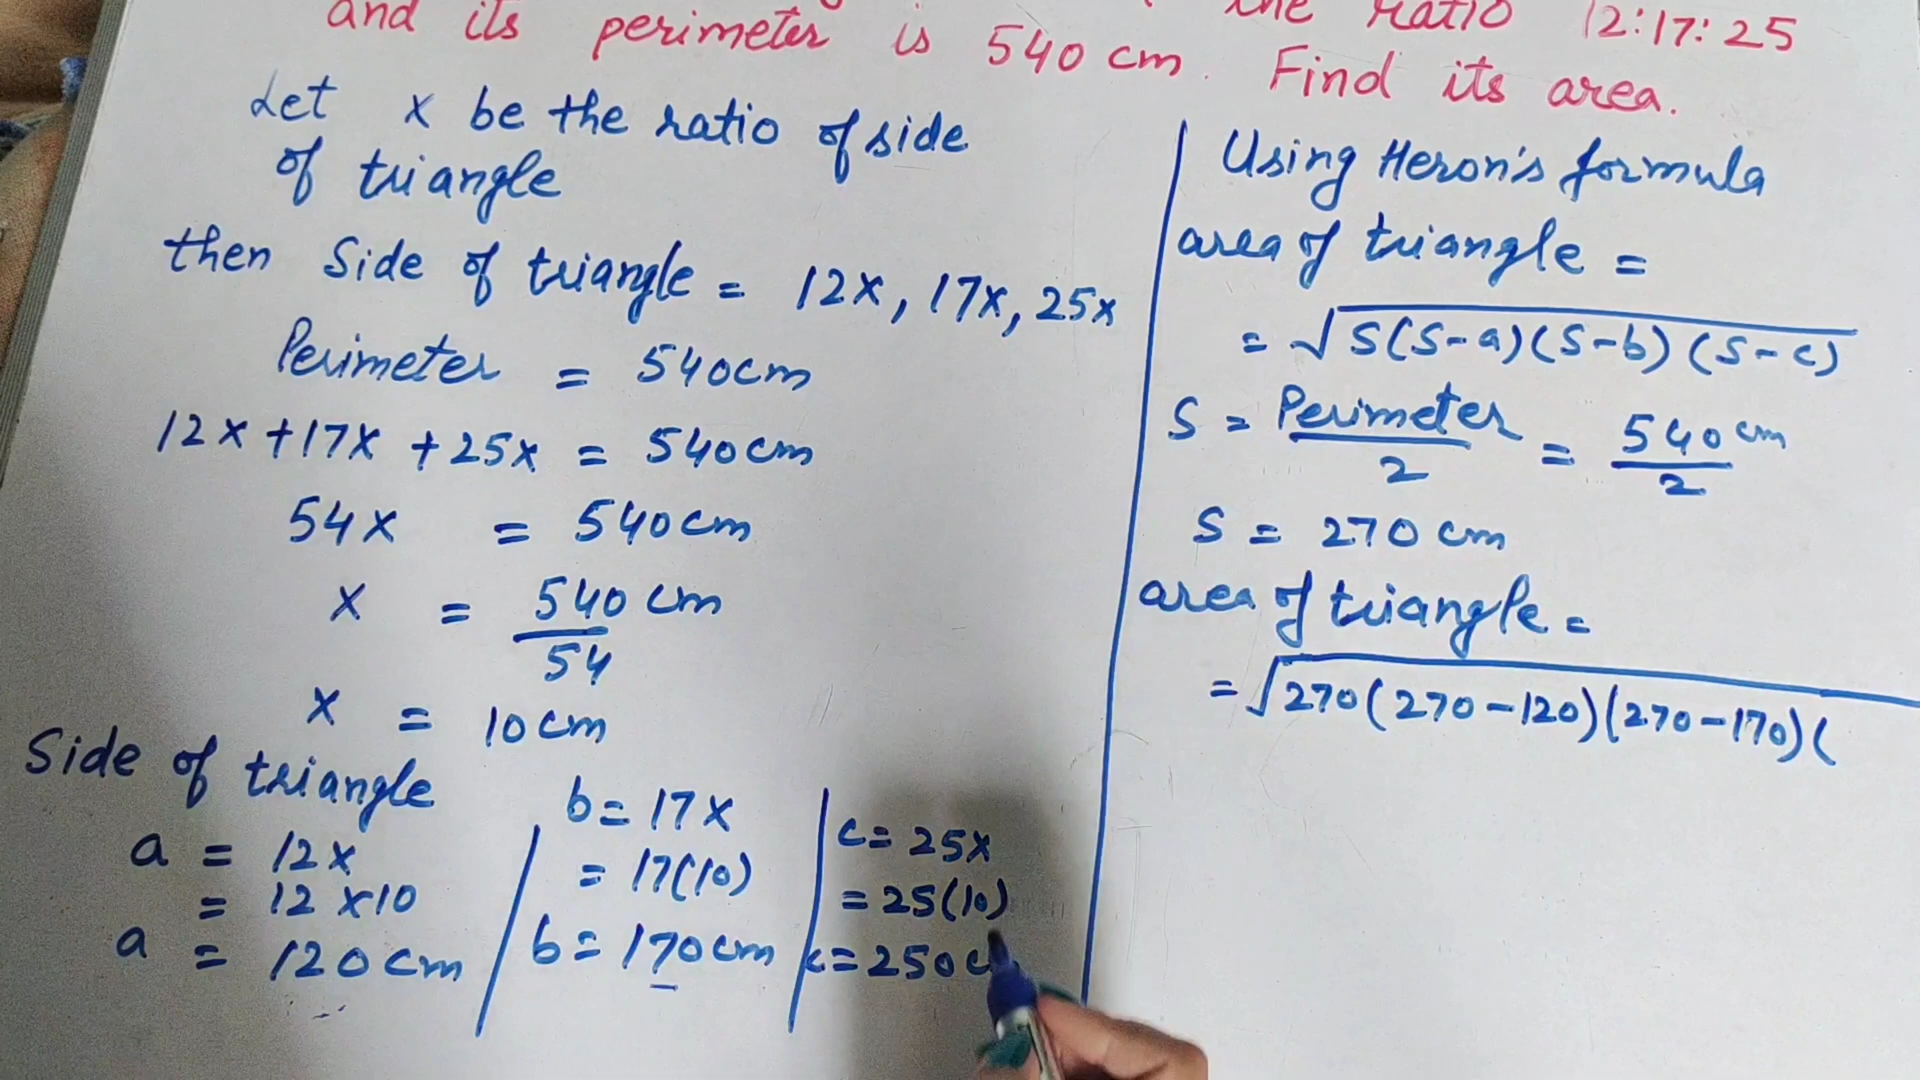 the ratio 12:17:25
and its perimeter is 540 cm. Find its area.
Let x be the ratio of side
of triangle
then Side of triangle = 12x, 17x, 25x
Perimeter = 540cm
12x +17x +25x = 540cm
54x = 540cm
x = 540 cm
54
x = 10cm
Side of triangle
a = 12x
= 12 x10
a = 120cm
b= 17x
= 17(10)
b= 170cm
c= 25x
= 25(10)
c=250c
Using Heron's formula
area of triangle =
= √S(S-a)(S-b)(S-c)
S = Perimeter = 540 cm
2 2
S = 270 cm
area of triangle =
= √270(270-120)(270-170)(